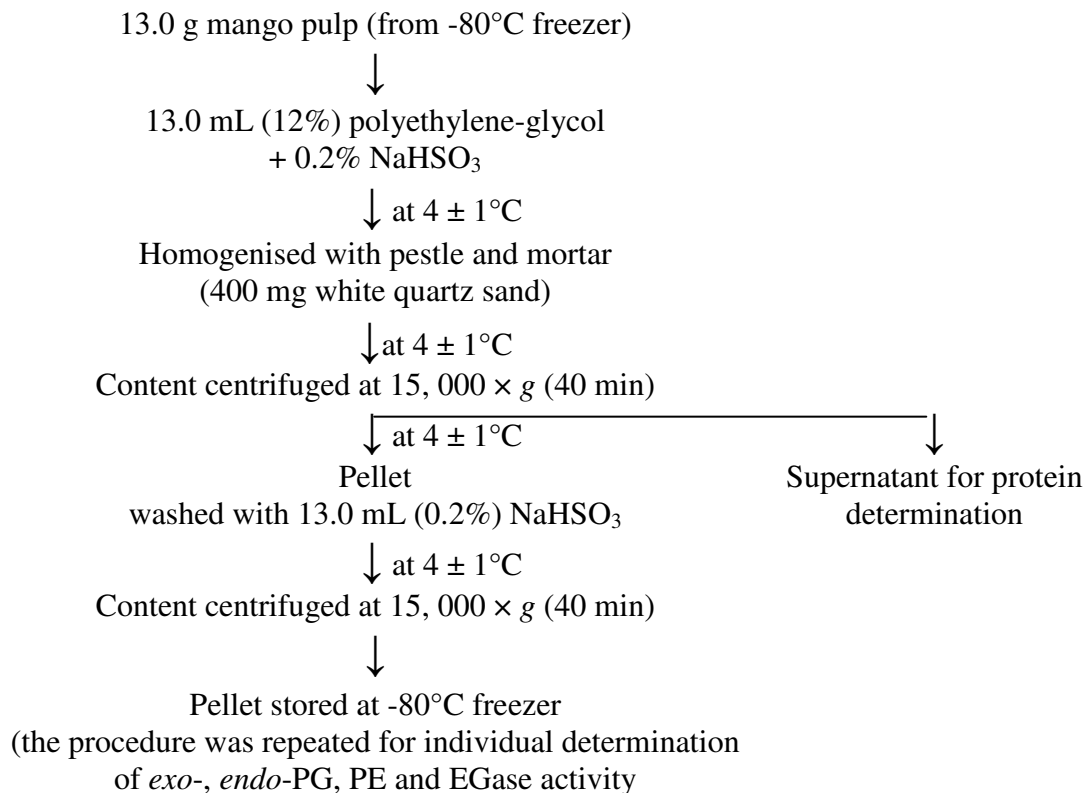 13.0 g mango pulp (from -80°C freezer)
13.0 mL (12%) polyethylene-glycol
+ 0.2% NaHSO₃
at 4 ± 1°C
Homogenised with pestle and mortar
(400 mg white quartz sand)
at 4 ± 1°C
Content centrifuged at 15, 000 × g (40 min)
at 4 ± 1°C
Pellet
washed with 13.0 mL (0.2%) NaHSO₃
Supernatant for protein
determination
at 4 ± 1°C
Content centrifuged at 15, 000 × g (40 min)
Pellet stored at -80°C freezer
(the procedure was repeated for individual determination
of exo-, endo-PG, PE and EGase activity